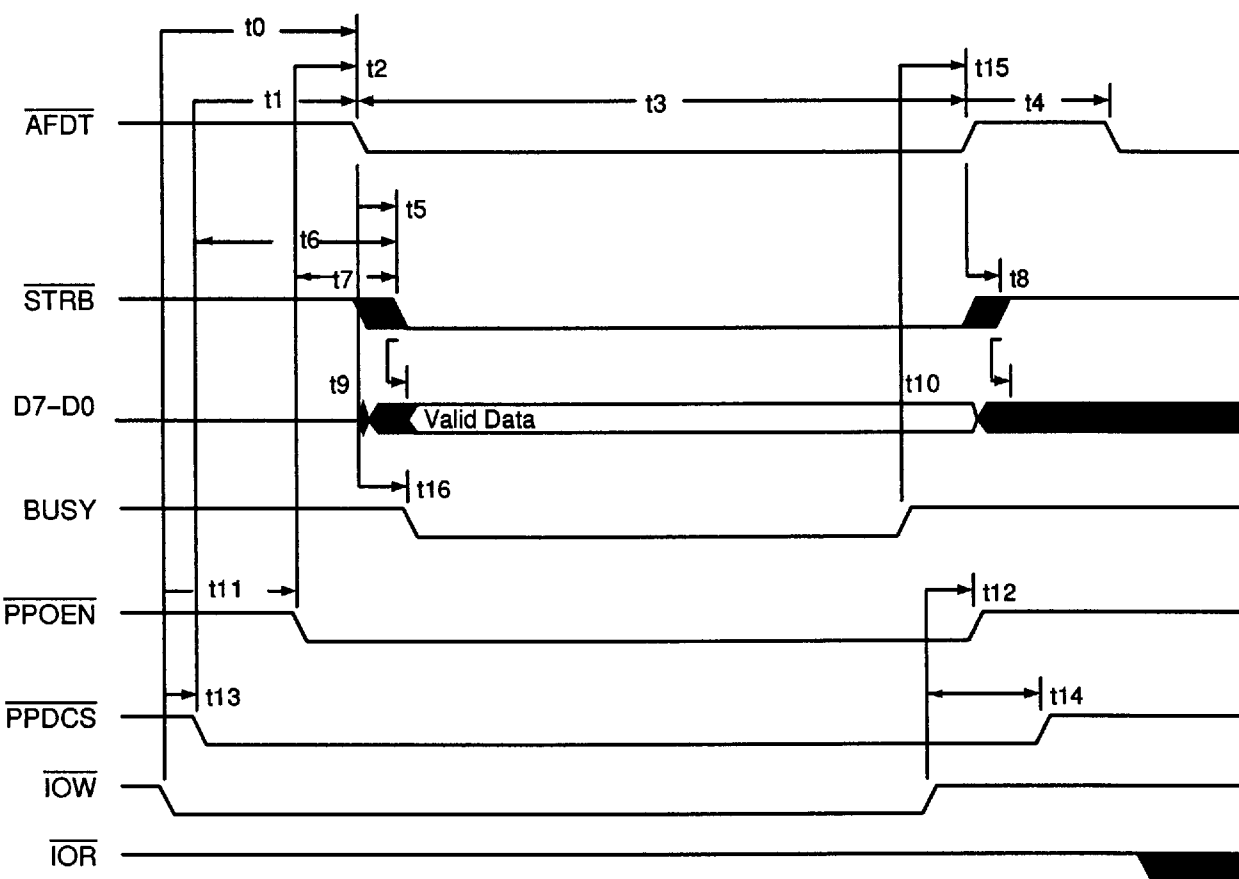 t0
t2
t15
t1
t3
t4
AFDT
t5
t6
t7
t8
STRB
t9
t10
D7–D0
Valid Data
t16
BUSY
t11
t12
PPOEN
t13
t14
PPDCS
IOW
IOR